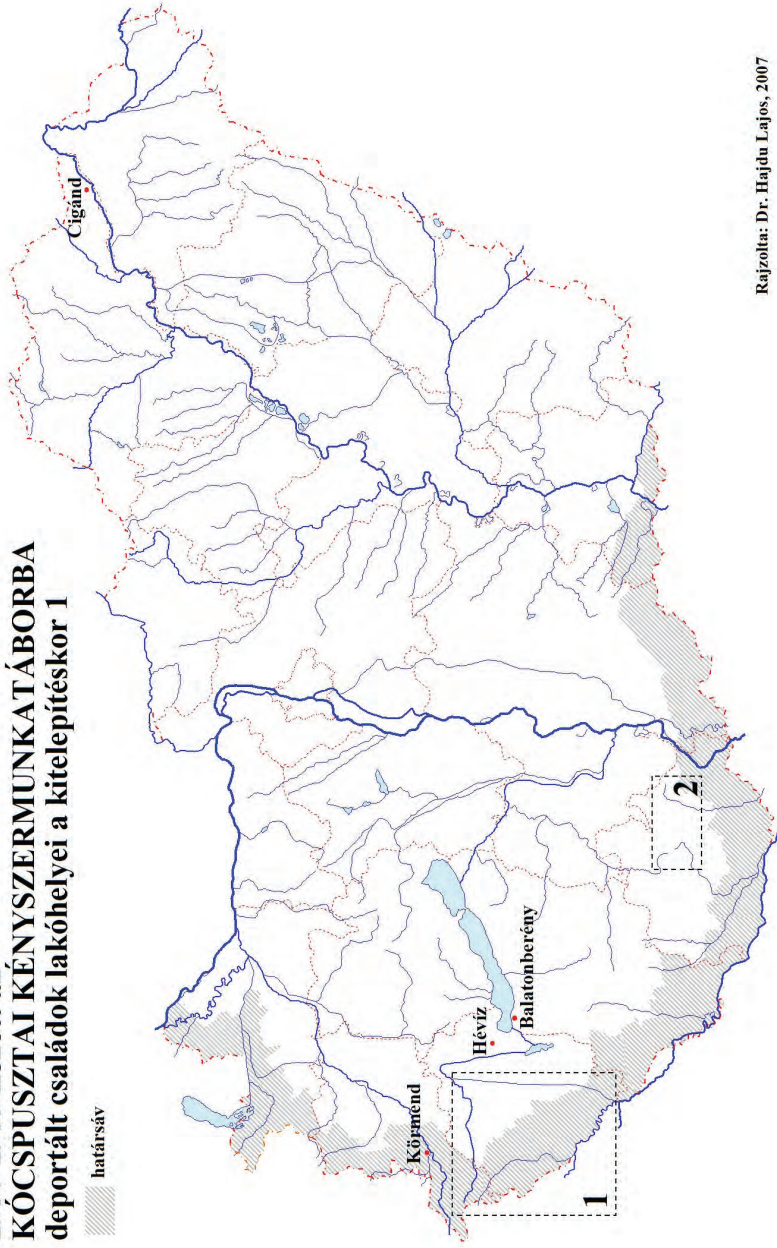 KÓCSPUSZTAI KÉNYSZERMUNKATÁBORBA
deportált családok lakóhelyei a kitelepítéskor 1
határsáv
Cigánd
Körmend
Hévíz
Balatonberény
1
2
Rajzolta: Dr. Hajdu Lajos, 2007